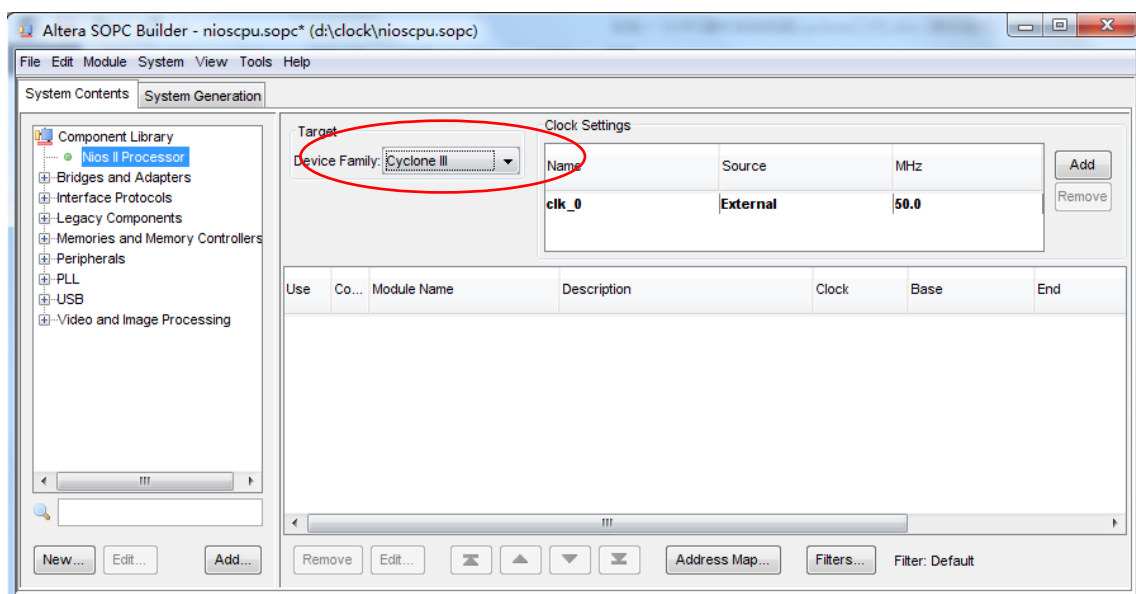 Altera SOPC Builder - nioscpu.sopc* (d:\clock\nioscpu.sopc)
File Edit Module System View Tools Help
System Contents System Generation
Component Library
Nios II Processor
Bridges and Adapters
Interface Protocols
Legacy Components
Memories and Memory Controllers
Peripherals
PLL
USB
Video and Image Processing
New... Edit... Add...
Target
Device Family: Cyclone III
Clock Settings
Name Source MHz
clk_0 External 50.0
Add
Remove
Use Co... Module Name Description Clock Base End
Remove Edit... Address Map... Filters... Filter: Default